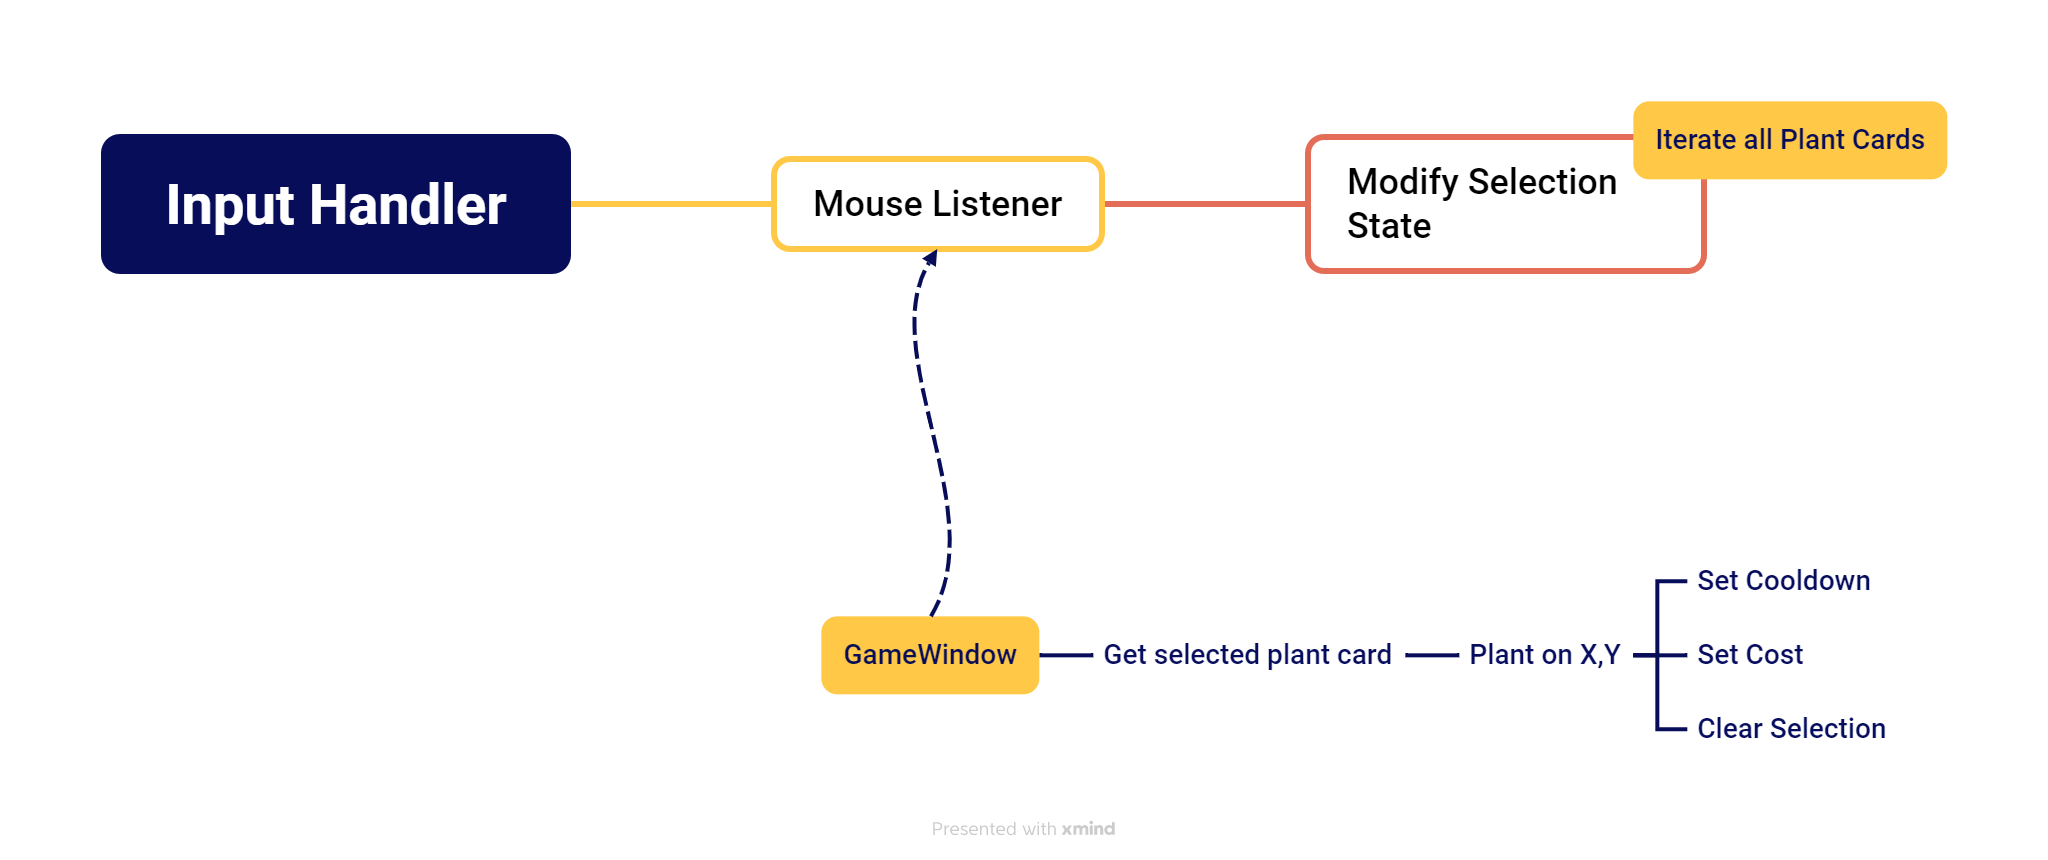 Input Handler
Mouse Listener
Modify Selection
State
Iterate all Plant Cards
GameWindow
Get selected plant card
Plant on X,Y
Set Cooldown
Set Cost
Clear Selection
Presented with xmind